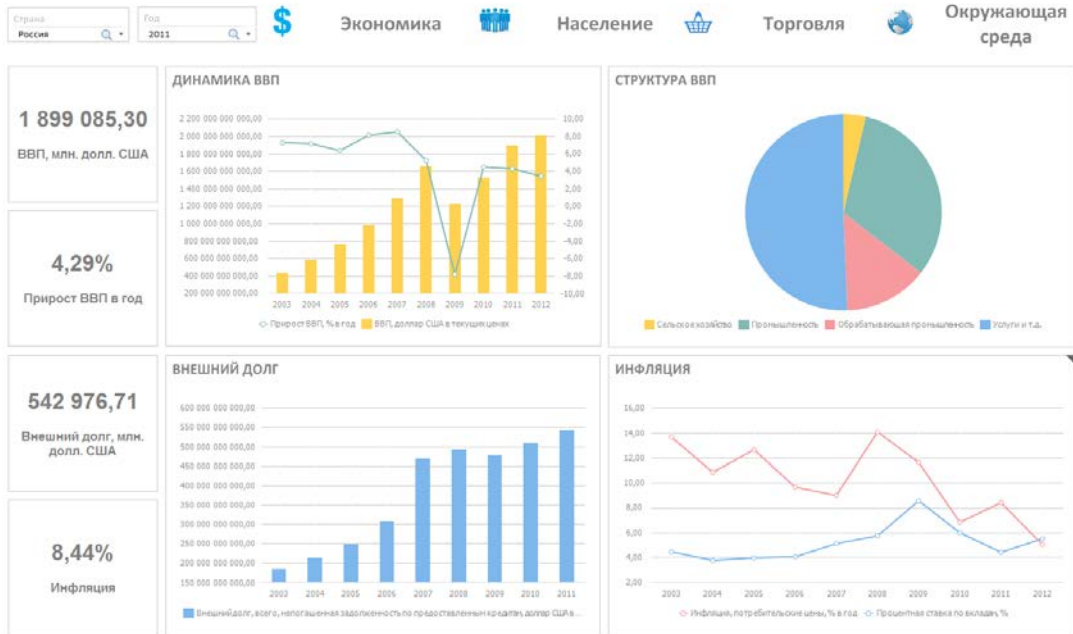 Страна
Россия
Год
2011
$
Экономика
Население
Торговля
Окружающая
среда
1 899 085,30
ВВП, млн. долл. США
4,29%
Прирост ВВП в год
542 976,71
Внешний долг, млн.
долл. США
8,44%
Инфляция
ДИНАМИКА ВВП
2 200 000 000 000,00
2 000 000 000 000,00
1 800 000 000 000,00
1 600 000 000 000,00
1 400 000 000 000,00
1 200 000 000 000,00
1 000 000 000 000,00
800 000 000 000,00
600 000 000 000,00
400 000 000 000,00
200 000 000 000,00
10,00
8,00
6,00
4,00
2,00
0,00
-2,00
-4,00
-6,00
-8,00
-10,00
2003 2004 2005 2006 2007 2008 2009 2010 2011 2012
Прирост ВВП, % в год ВВП, доллар США в текущих ценах
СТРУКТУРА ВВП
Сельское хозяйство Промышленность Обрабатывающая промышленность Услуги и т.д.
ВНЕШНИЙ ДОЛГ
600 000 000 000,00
550 000 000 000,00
500 000 000 000,00
450 000 000 000,00
400 000 000 000,00
350 000 000 000,00
300 000 000 000,00
250 000 000 000,00
200 000 000 000,00
150 000 000 000,00
2003 2004 2005 2006 2007 2008 2009 2010 2011
Внешний долг, всего, непогашенная задолженность по предоставленным кредитам, доллар США в ...
ИНФЛЯЦИЯ
16,00
14,00
12,00
10,00
8,00
6,00
4,00
2,00
2003 2004 2005 2006 2007 2008 2009 2010 2011 2012
Инфляция, потребительские цены, % в год Процентная ставка по вкладам, %